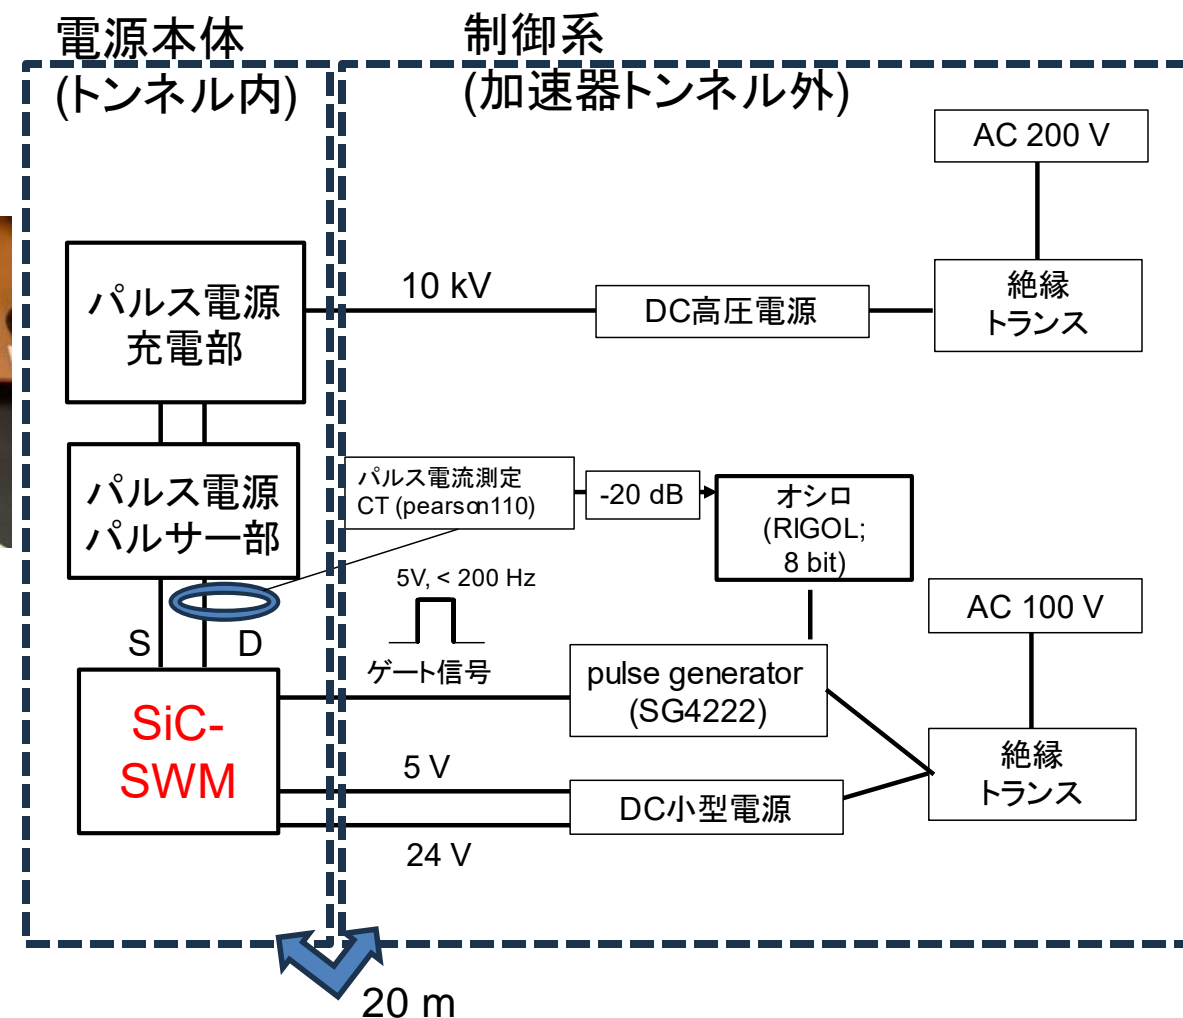 電源本体
(トンネル内)
制御系
(加速器トンネル外)
AC 200 V
パルス電源
充電部
10 kV
DC高圧電源
絶縁
トランス
パルス電源
パルサー部
パルス電流測定
CT (pearson110)
-20 dB
オシロ
(RIGOL;
8 bit)
5V, < 200 Hz
ゲート信号
S
D
AC 100 V
SiC-
SWM
pulse generator
(SG4222)
5 V
DC小型電源
24 V
絶縁
トランス
20 m